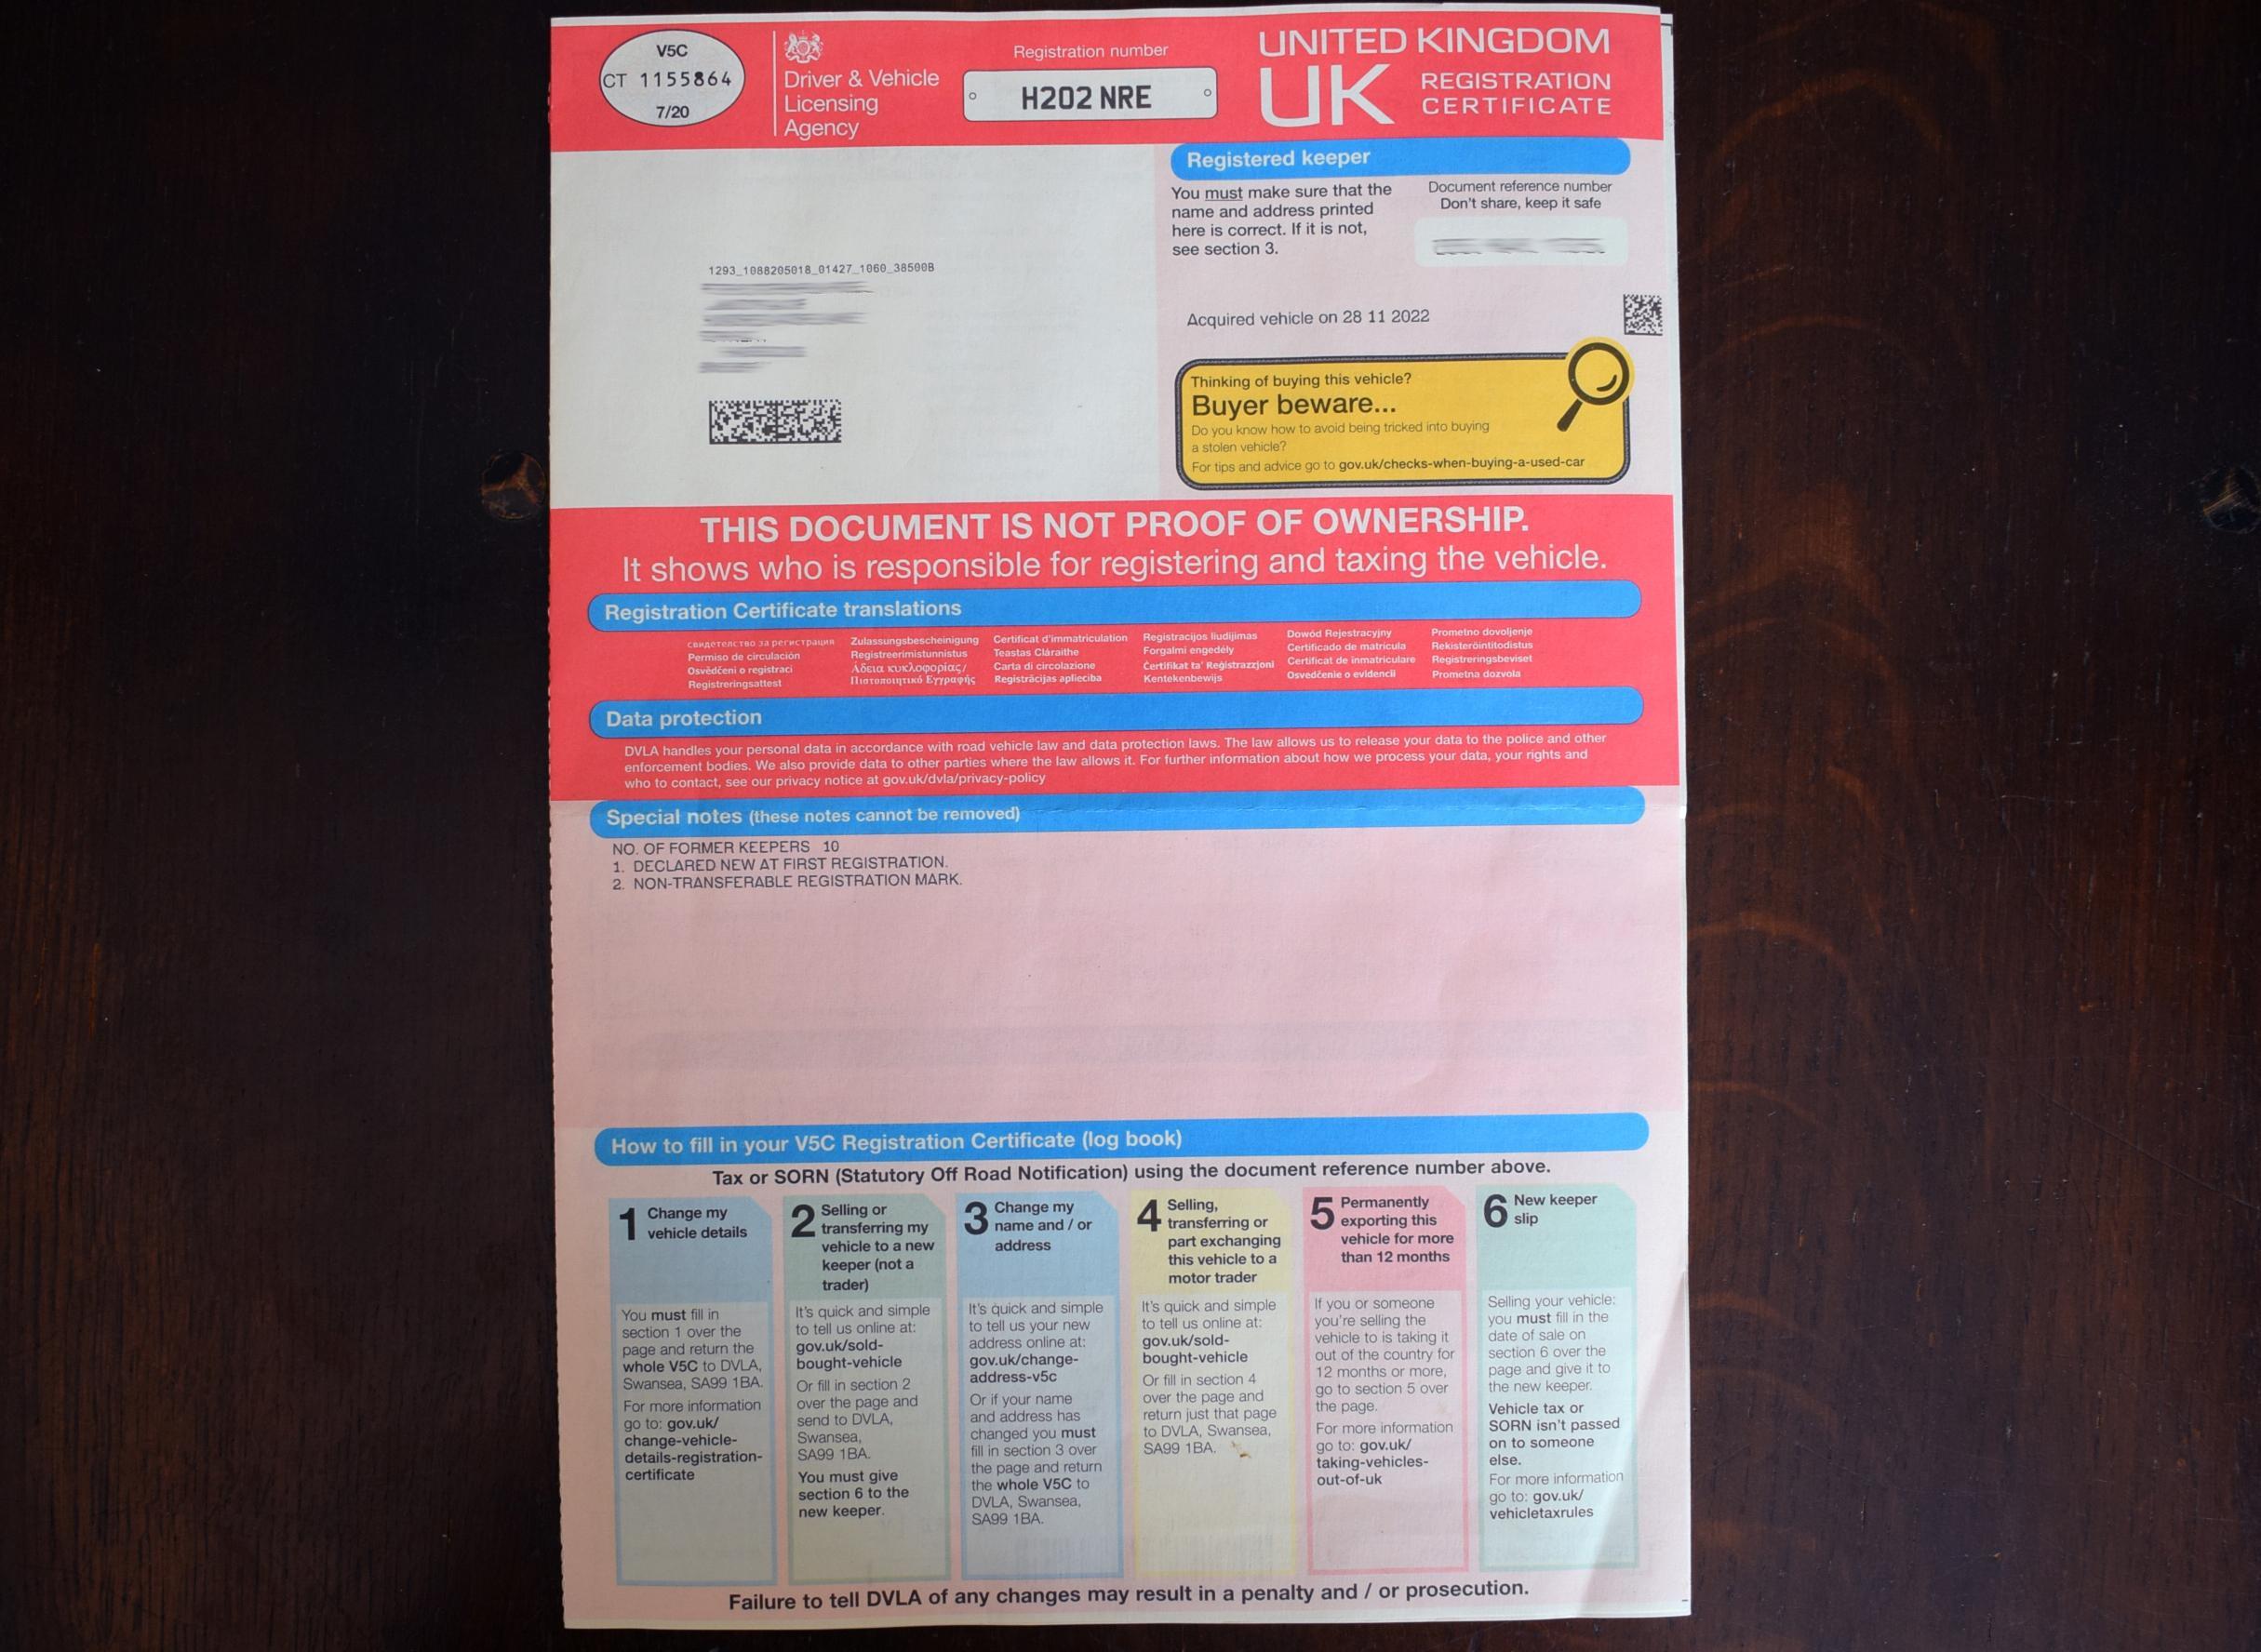 V5C
CT 1155864
7/20
Driver & Vehicle
Licensing
Agency
Registration number
H202 NRE
UNITED KINGDOM
UK
REGISTRATION
CERTIFICATE
Registered keeper
You must make sure that the
name and address printed
here is correct. If it is not,
see section 3.
Document reference number
Don't share, keep it safe
1293_1088205018_01427_1060_38500B
Acquired vehicle on 28 11 2022
Thinking of buying this vehicle?
Buyer beware...
Do you know how to avoid being tricked into buying
a stolen vehicle?
For tips and advice go to gov.uk/checks-when-buying-a-used-car
THIS DOCUMENT IS NOT PROOF OF OWNERSHIP.
It shows who is responsible for registering and taxing the vehicle.
Registration Certificate translations
свидетелство за регистрация
Permiso de circulación
Osvědčení o registraci
Registreringsattest
Zulassungsbescheinigung
Registreerimistunnistus
Άδεια κυκλοφορίας/
Πιστοποιητικό Εγγραφής
Certificat d'immatriculation
Teastas Cláraithe
Carta di circolazione
Registrācijas apliecība
Registracijos liudijimas
Forgalmi engedély
Ċertifikat ta' Reġistrazzjoni
Kentekenbewijs
Dowód Rejestracyjny
Certificado de matrícula
Certificat de inmatriculare
Osvedčenie o evidencii
Prometno dovoljenje
Rekisteröintitodistus
Registreringsbeviset
Prometna dozvola
Data protection
DVLA handles your personal data in accordance with road vehicle law and data protection laws. The law allows us to release your data to the police and other
enforcement bodies. We also provide data to other parties where the law allows it. For further information about how we process your data, your rights and
who to contact, see our privacy notice at gov.uk/dvla/privacy-policy
Special notes (these notes cannot be removed)
NO. OF FORMER KEEPERS 10
1. DECLARED NEW AT FIRST REGISTRATION.
2. NON-TRANSFERABLE REGISTRATION MARK.
How to fill in your V5C Registration Certificate (log book)
Tax or SORN (Statutory Off Road Notification) using the document reference number above.
1 Change my
vehicle details
You must fill in
section 1 over the
page and return the
whole V5C to DVLA,
Swansea, SA99 1BA.
For more information
go to: gov.uk/
change-vehicle-
details-registration-
certificate
2 Selling or
transferring my
vehicle to a new
keeper (not a
trader)
It's quick and simple
to tell us online at:
gov.uk/sold-
bought-vehicle
Or fill in section 2
over the page and
send to DVLA,
Swansea,
SA99 1BA.
You must give
section 6 to the
new keeper.
3 Change my
name and / or
address
It's quick and simple
to tell us your new
address online at:
gov.uk/change-
address-v5c
Or if your name
and address has
changed you must
fill in section 3 over
the page and return
the whole V5C to
DVLA, Swansea,
SA99 1BA.
4 Selling,
transferring or
part exchanging
this vehicle to a
motor trader
It's quick and simple
to tell us online at:
gov.uk/sold-
bought-vehicle
Or fill in section 4
over the page and
return just that page
to DVLA, Swansea,
SA99 1BA.
5 Permanently
exporting this
vehicle for more
than 12 months
If you or someone
you're selling the
vehicle to is taking it
out of the country for
12 months or more,
go to section 5 over
the page.
For more information
go to: gov.uk/
taking-vehicles-
out-of-uk
6 New keeper
slip
Selling your vehicle:
you must fill in the
date of sale on
section 6 over the
page and give it to
the new keeper.
Vehicle tax or
SORN isn't passed
on to someone
else.
For more information
go to: gov.uk/
vehicletaxrules
Failure to tell DVLA of any changes may result in a penalty and / or prosecution.